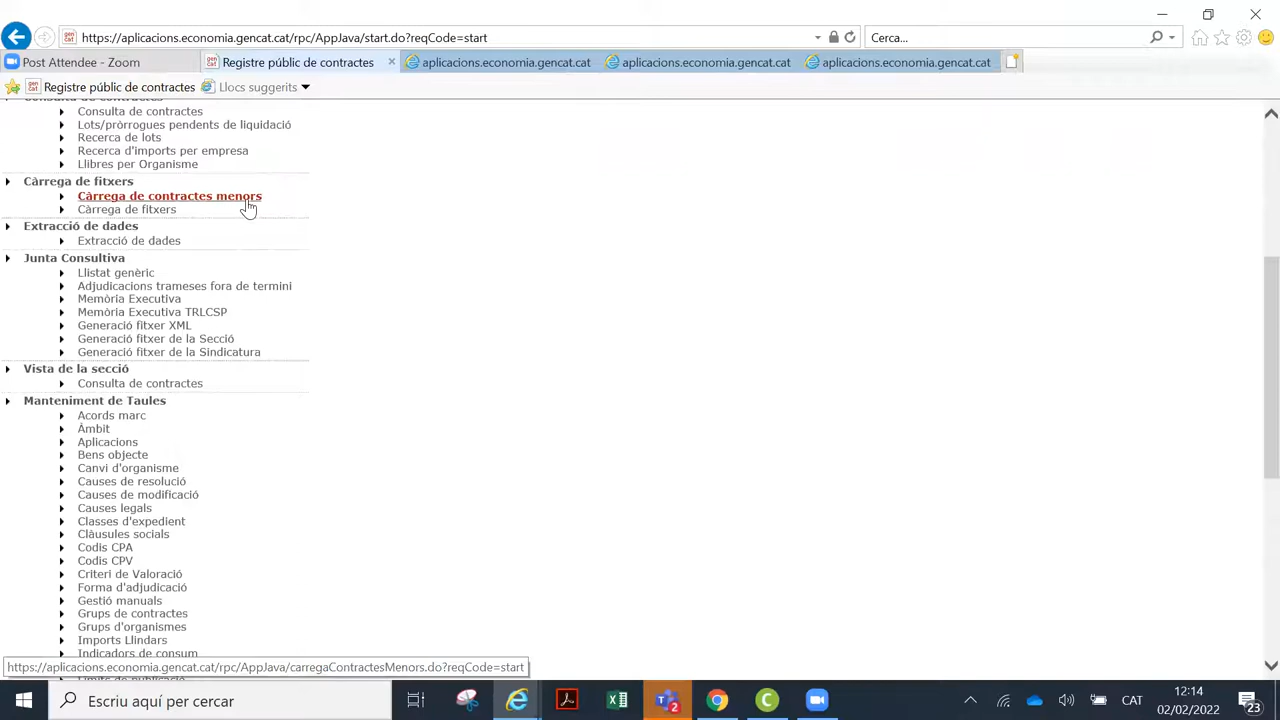 https://aplicacions.economia.gencat.cat/rpc/AppJava/start.do?reqCode=start
Cerca...
Post Attendee - Zoom
Registre públic de contractes
aplicacions.economia.gencat.cat
aplicacions.economia.gencat.cat
aplicacions.economia.gencat.cat
Registre públic de contractes
Llocs suggerits
Consulta de contractes
Consulta de contractes
Lots/pròrrogues pendents de liquidació
Recerca de lots
Recerca d'imports per empresa
Llibres per Organisme
Càrrega de fitxers
Càrrega de contractes menors
Càrrega de fitxers
Extracció de dades
Extracció de dades
Junta Consultiva
Llistat genèric
Adjudicacions trameses fora de termini
Memòria Executiva
Memòria Executiva TRLCSP
Generació fitxer XML
Generació fitxer de la Secció
Generació fitxer de la Sindicatura
Vista de la secció
Consulta de contractes
Manteniment de Taules
Acords marc
Àmbit
Aplicacions
Bens objecte
Canvi d'organisme
Causes de resolució
Causes de modificació
Causes legals
Classes d'expedient
Clàusules socials
Codis CPA
Codis CPV
Criteri de Valoració
Forma d'adjudicació
Gestió manuals
Grups de contractes
Grups d'organismes
Imports Llindars
Indicadors de consum
https://aplicacions.economia.gencat.cat/rpc/AppJava/carregaContractesMenors.do?reqCode=start
Límits de publicació
Escriu aquí per cercar
CAT
12:14
02/02/2022
23
2